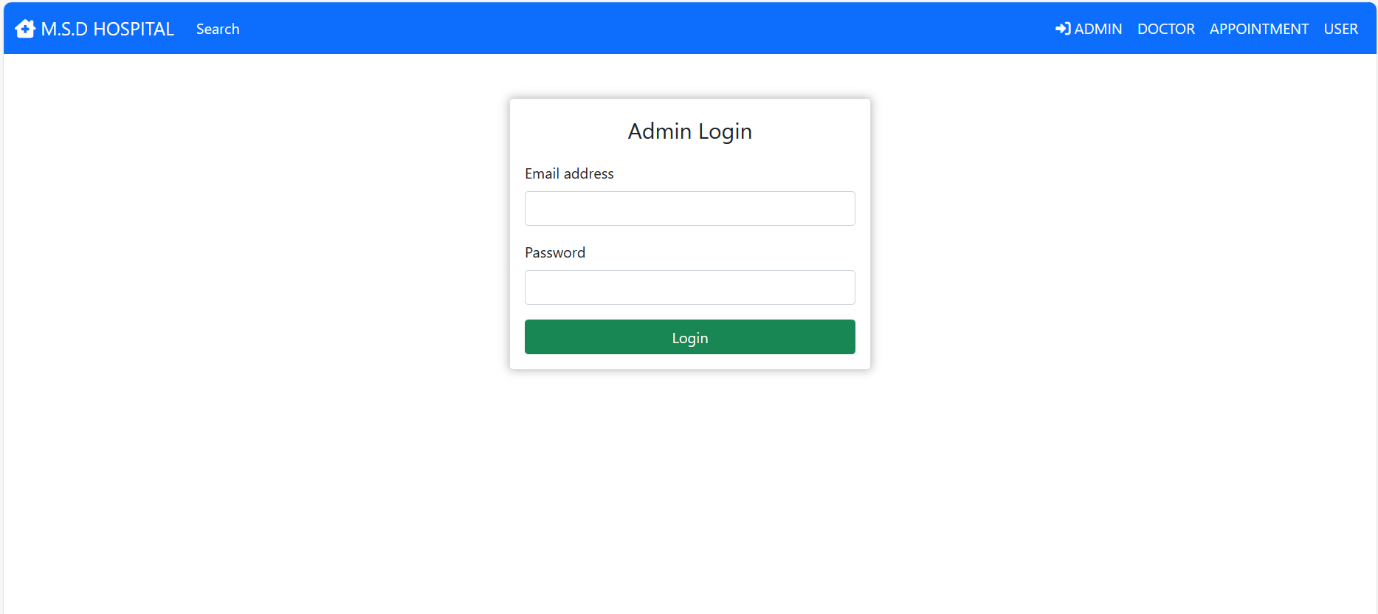 M.S.D HOSPITAL Search ADMIN DOCTOR APPOINTMENT USER
Admin Login
Email address
Password
Login